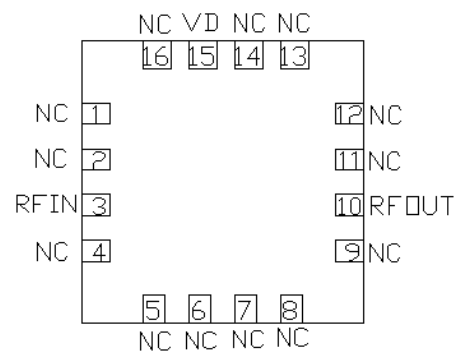 NC VD NC NC
16 15 14 13
NC 1 12 NC
NC 2 11 NC
RFIN 3 10 RFOUT
NC 4 9 NC
5 6 7 8
NC NC NC NC